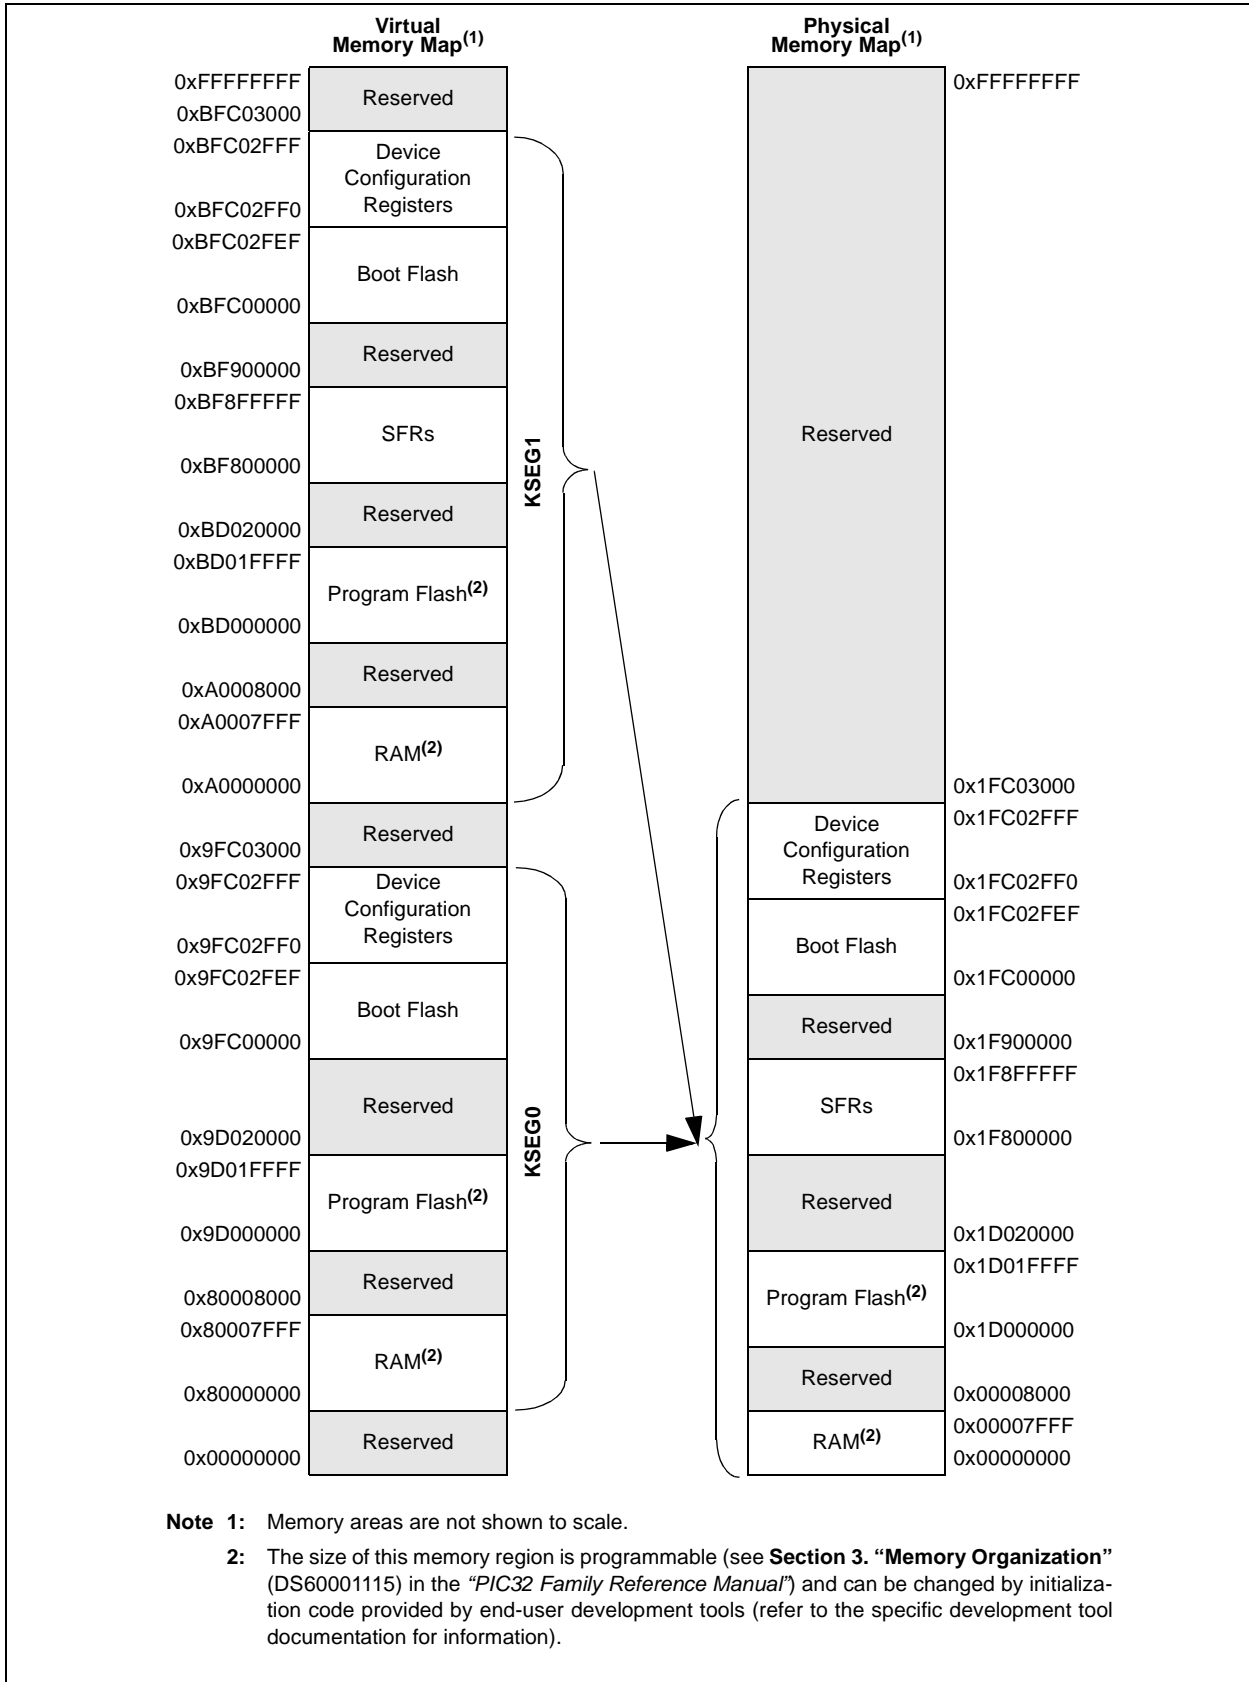 Virtual
Memory Map(1)
0xFFFFFFFF
Reserved
0xBFC03000
0xBFC02FFF
Device
Configuration
Registers
0xBFC02FF0
0xBFC02FEF
Boot Flash
0xBFC00000
Reserved
0xBF900000
0xBF8FFFFF
SFRs
0xBF800000
Reserved
0xBD020000
0xBD01FFFF
Program Flash(2)
0xBD000000
Reserved
0xA0008000
0xA0007FFF
RAM(2)
0xA0000000
Reserved
0x9FC03000
0x9FC02FFF
Device
Configuration
Registers
0x9FC02FF0
0x9FC02FEF
Boot Flash
0x9FC00000
Reserved
0x9D020000
0x9D01FFFF
Program Flash(2)
0x9D000000
Reserved
0x80008000
0x80007FFF
RAM(2)
0x80000000
Reserved
0x00000000
KSEG1
KSEG0
Physical
Memory Map(1)
0xFFFFFFFF
Reserved
0x1FC03000
0x1FC02FFF
Device
Configuration
Registers
0x1FC02FF0
0x1FC02FEF
Boot Flash
0x1FC00000
Reserved
0x1F900000
0x1F8FFFFF
SFRs
0x1F800000
Reserved
0x1D020000
0x1D01FFFF
Program Flash(2)
0x1D000000
Reserved
0x00008000
0x00007FFF
RAM(2)
0x00000000
Note 1: Memory areas are not shown to scale.
2: The size of this memory region is programmable (see Section 3. “Memory Organization”
(DS60001115) in the “PIC32 Family Reference Manual”) and can be changed by initializa-
tion code provided by end-user development tools (refer to the specific development tool
documentation for information).